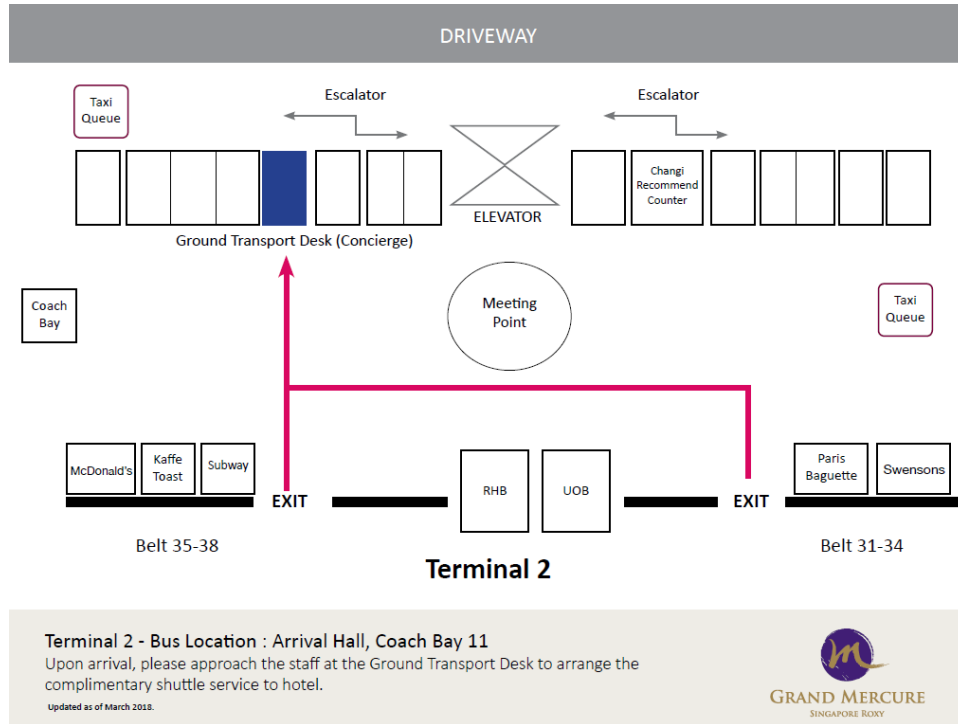 DRIVEWAY
Taxi
Queue
Escalator
Escalator
ELEVATOR
Changi
Recommend
Counter
Ground Transport Desk (Concierge)
Coach
Bay
Meeting
Point
Taxi
Queue
McDonald's
Kaffe
Toast
Subway
EXIT
RHB
UOB
EXIT
Paris
Baguette
Swensons
Belt 35-38
Belt 31-34
Terminal 2
Terminal 2 - Bus Location : Arrival Hall, Coach Bay 11
Upon arrival, please approach the staff at the Ground Transport Desk to arrange the
complimentary shuttle service to hotel.
Updated as of March 2018.
m
GRAND MERCURE
SINGAPORE ROXY